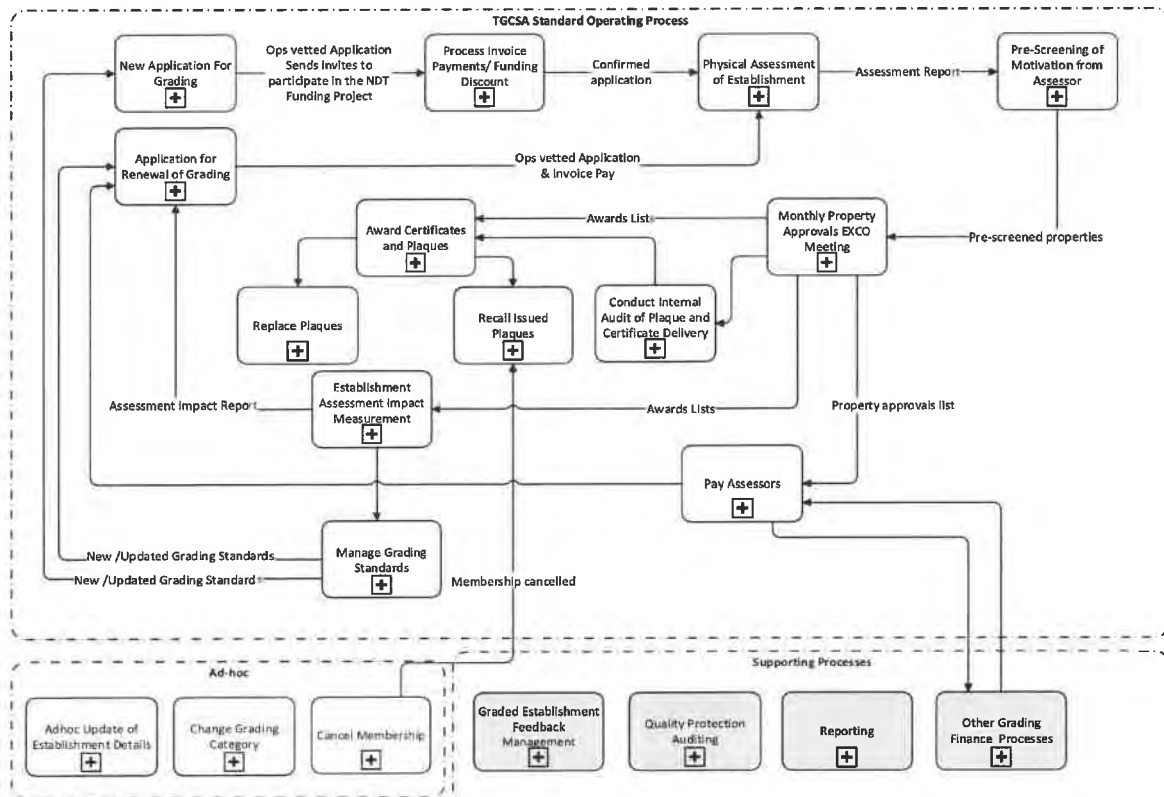 TGCSA Standard Operating Process
New Application For
Grading
Ops vetted Application
Sends invites to
participate in the NDT
Funding Project
Process Invoice
Payments/ Funding
Discount
Confirmed
application
Physical Assessment
of Establishment
Assessment Report
Pre-Screening of
Motivation from
Assessor
Application for
Renewal of Grading
Ops vetted Application
& Invoice Pay
Award Certificates
and Plaques
Awards List
Monthly Property
Approvals EXCO
Meeting
Pre-screened properties
Replace Plaques
Recall Issued
Plaques
Conduct Internal
Audit of Plaque and
Certificate Delivery
Assessment Impact Report
Establishment
Assessment Impact
Measurement
Awards Lists
Property approvals list
Pay Assessors
New /Updated Grading Standards
New /Updated Grading Standard
Manage Grading
Standards
Membership cancelled
Ad-hoc
Supporting Processes
Adhoc Update of
Establishment Details
Change Grading
Category
Cancel Membership
Graded Establishment
Feedback
Management
Quality Protection
Auditing
Reporting
Other Grading
Finance Processes